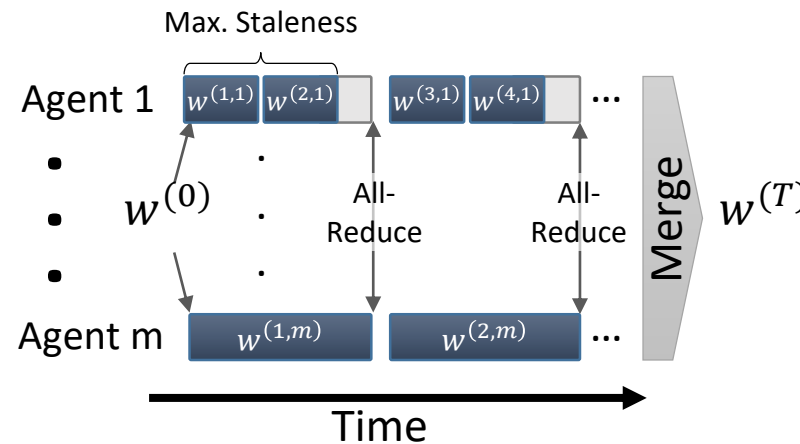 Max. Staleness
Agent 1 w^(1,1) w^(2,1) w^(3,1) w^(4,1) ...
w^(0) All-Reduce All-Reduce Merge w^(T)
Agent m w^(1,m) w^(2,m) ...
Time